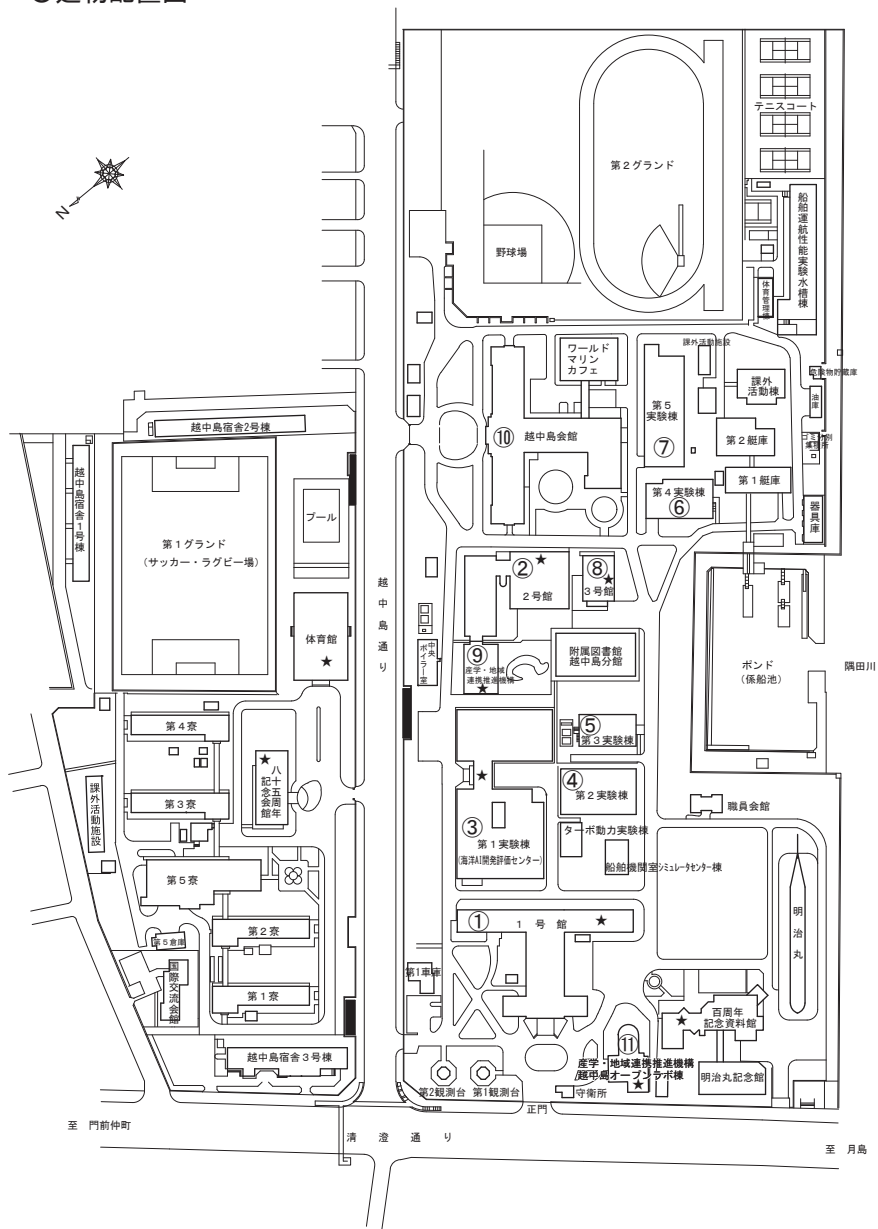 N
テニスコート
第2グランド
野球場
船舶運航性能実験水槽棟
体育管理棟
ワールド
マリン
カフェ
課外活動施設
第5
実験棟
⑦
課外
活動棟
危険物貯蔵庫
油庫
越中島宿舎2号棟
⑩
越中島会館
第2艇庫
第1艇庫
第4実験棟
⑥
器具庫
越中島宿舎1号棟
第1グランド
(サッカー・ラグビー場)
プール
越中島通り
体育館
★
中央
ボイラー室
②
★
2号館
⑧
★
3号館
⑨
産学・地域
連携推進機構
★
附属図書館
越中島分館
ポンド
(係船池)
隅田川
第4寮
第3寮
★
八十五周年
記念会館
課外活動施設
⑤
第3実験棟
④
第2実験棟
★
③
第1実験棟
(海洋AI開発評価センター)
ターボ動力実験棟
船舶機関室シミュレータセンター棟
職員会館
明治丸
第5寮
第2寮
第5倉庫
国際交流会館
第1寮
越中島宿舎3号棟
①
1号館
★
第1車庫
★
百周年
記念資料館
⑪
産学・地域連携推進機構
越中島オープンラボ棟
★
明治丸記念館
第2観測台
第1観測台
守衛所
正門
至 門前仲町
清澄通り
至 月島